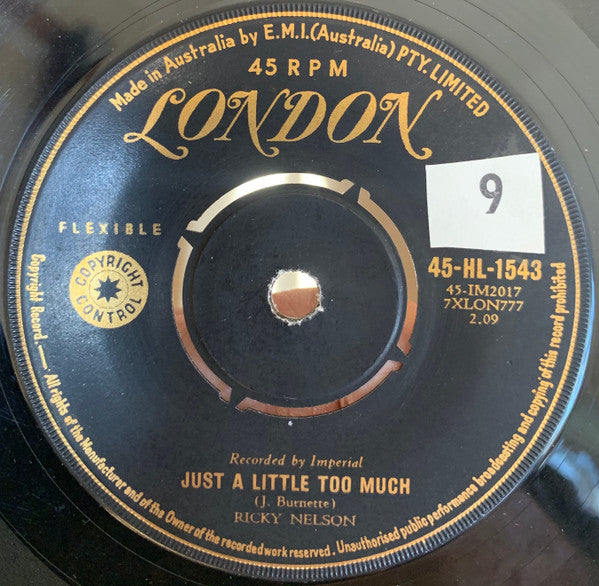 Made in Australia by E.M.I.(Australia) PTY. LIMITED
45 RPM
LONDON
9
FLEXIBLE
COPYRIGHT CONTROL
45-HL-1543
45-IM2017
7XLON777
2.09
Recorded by Imperial
JUST A LITTLE TOO MUCH
(J. Burnette)
RICKY NELSON
Copyright Record. — All rights of the Manufacturer and of the Owner of the recorded work reserved. Unauthorised public performance broadcasting and copying of this record prohibited